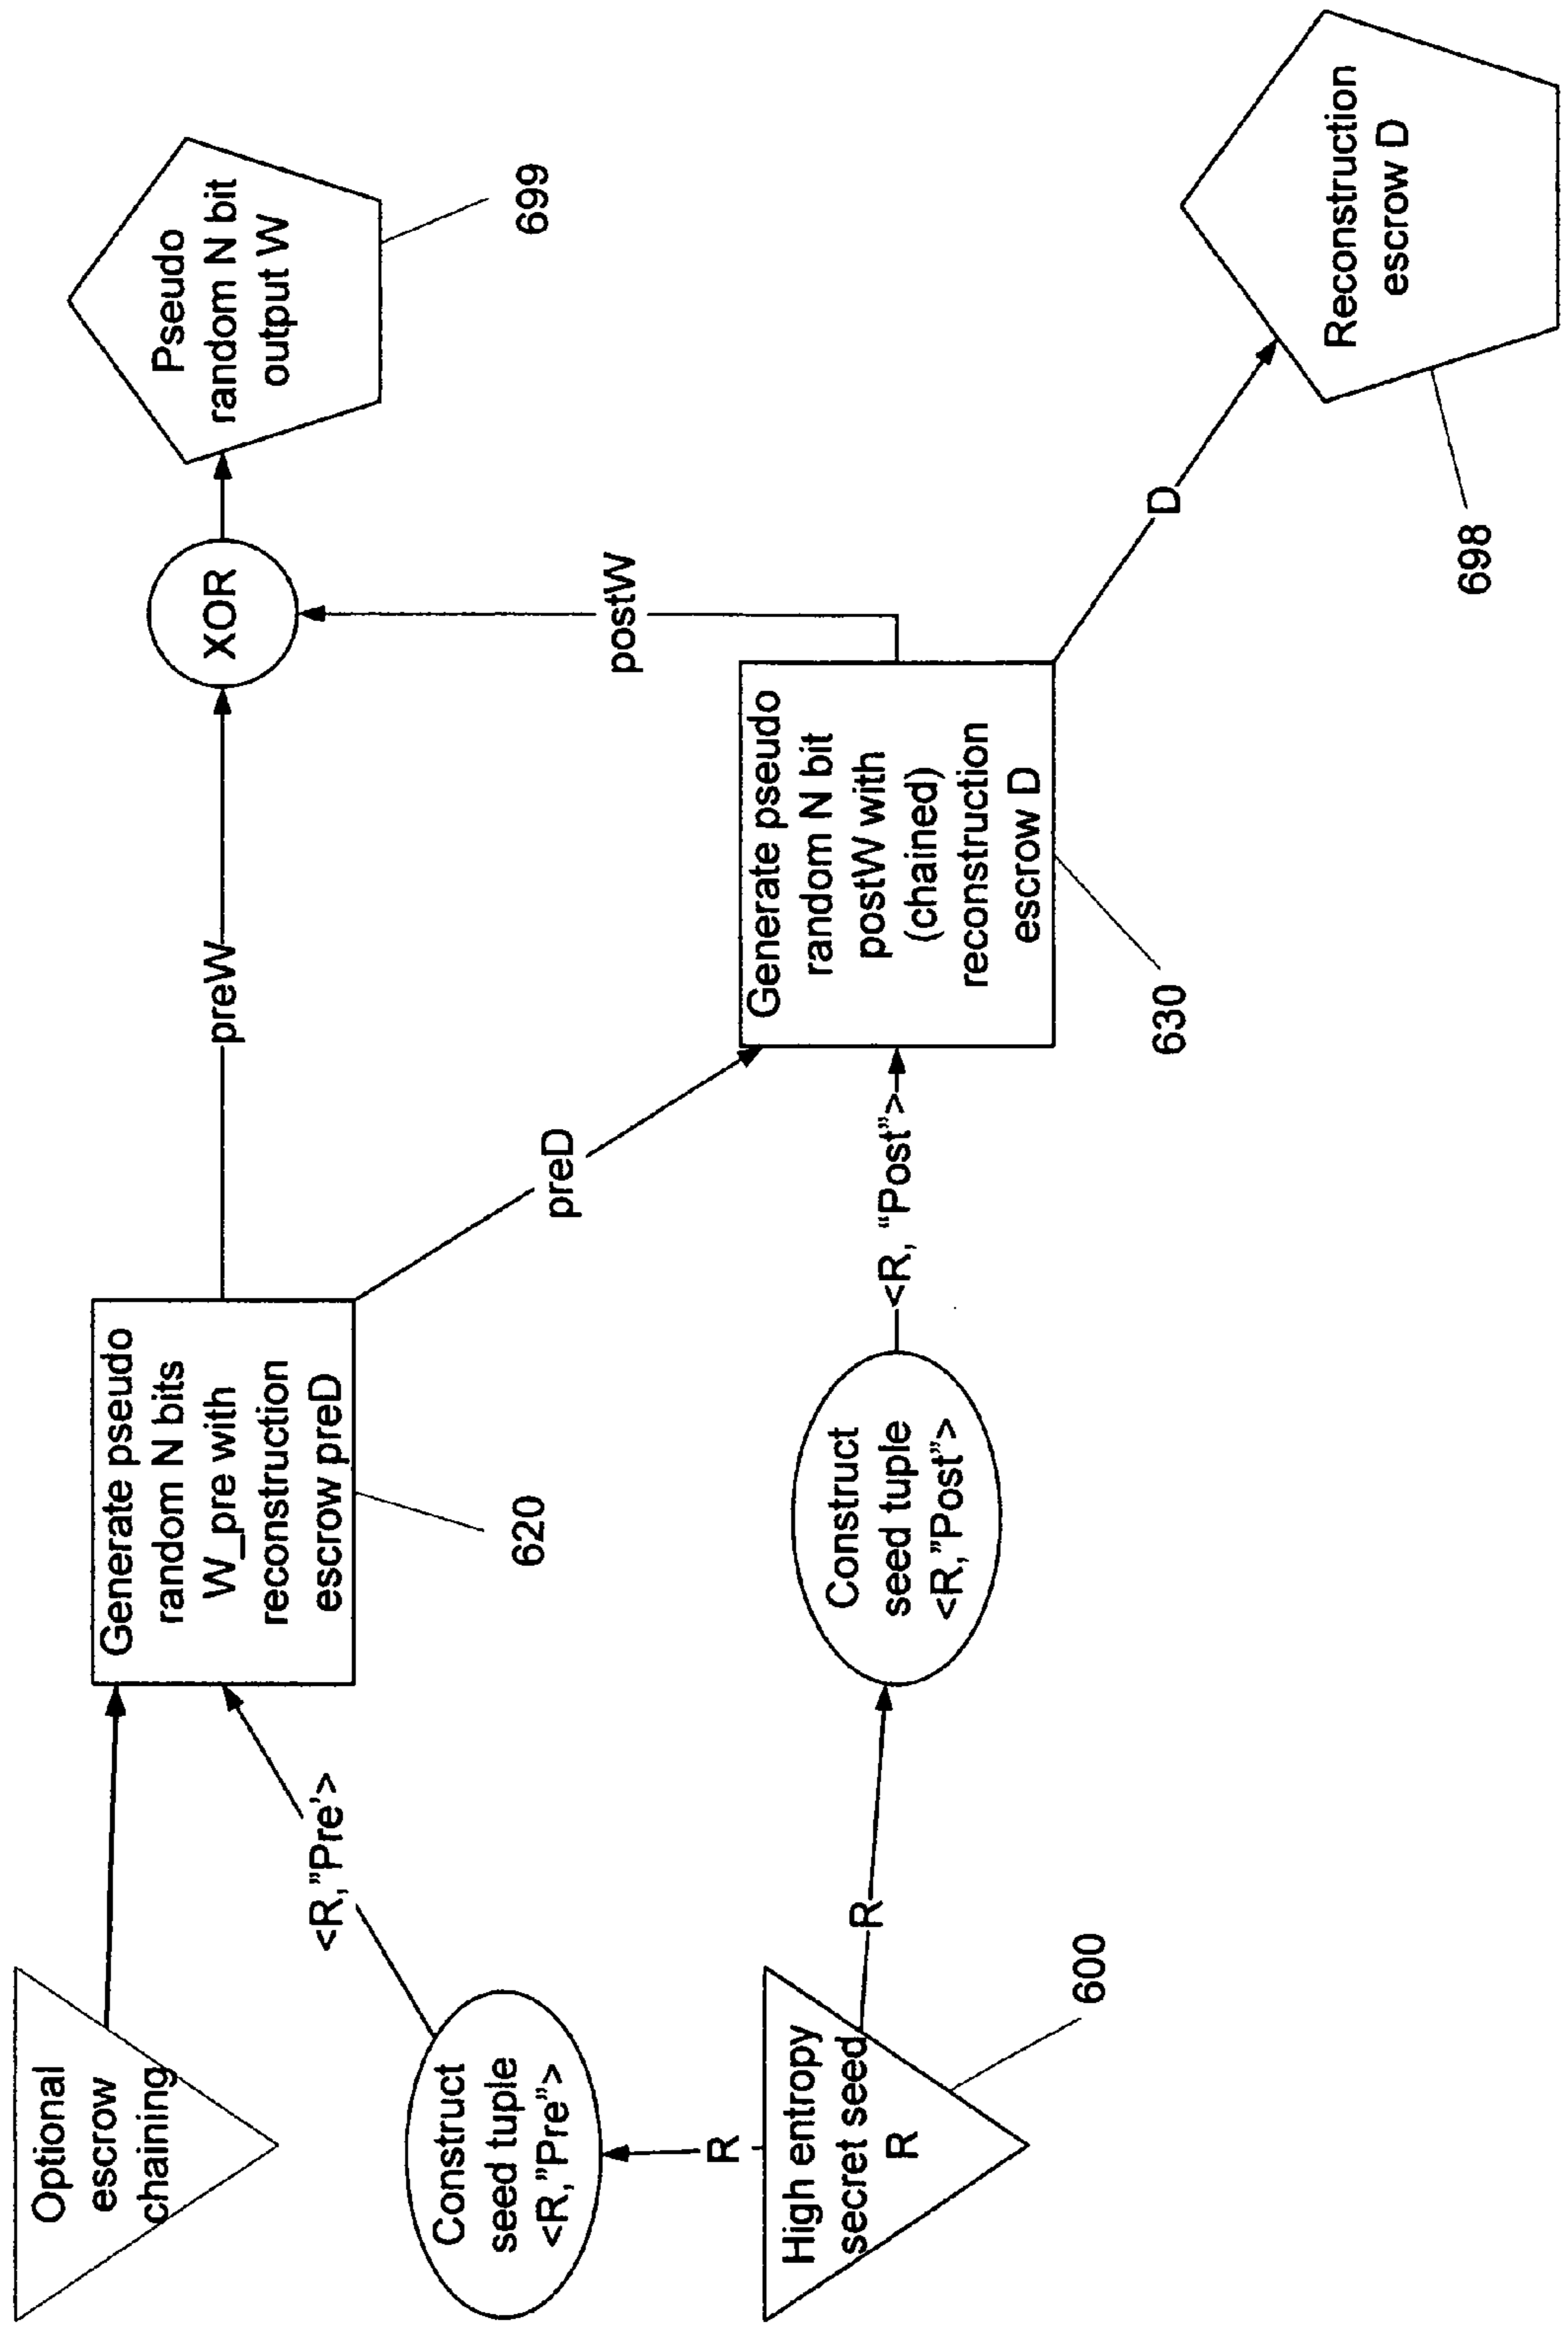 Optional
escrow
chaining
Construct
seed tuple
<R,"Pre">
R
High entropy
secret seed
R
600
R
<R,"Pre'>
Generate pseudo
random N bits
W_pre with
reconstruction
escrow preD
620
Construct
seed tuple
<R,"Post">
<R, "Post">
preW
preD
Generate pseudo
random N bit
postW with
(chained)
reconstruction
escrow D
630
XOR
postW
D
Pseudo
random N bit
output W
699
Reconstruction
escrow D
698